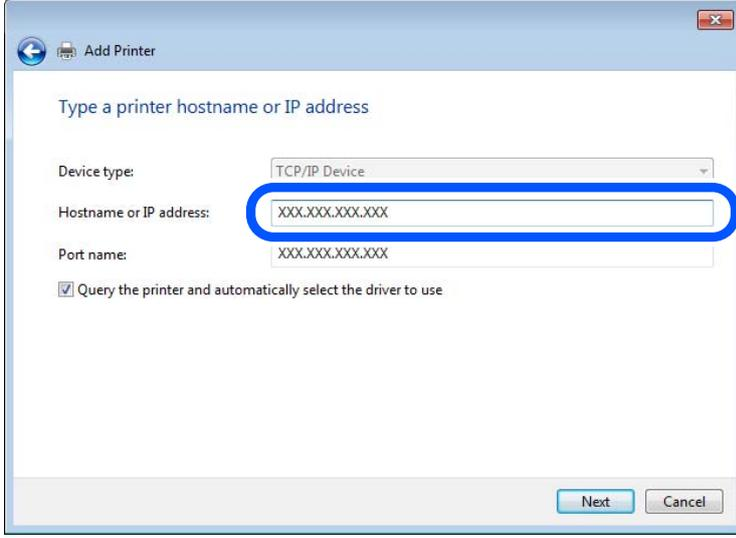 Add Printer
Type a printer hostname or IP address
Device type: TCP/IP Device
Hostname or IP address: XXX.XXX.XXX.XXX
Port name: XXX.XXX.XXX.XXX
Query the printer and automatically select the driver to use
Next Cancel